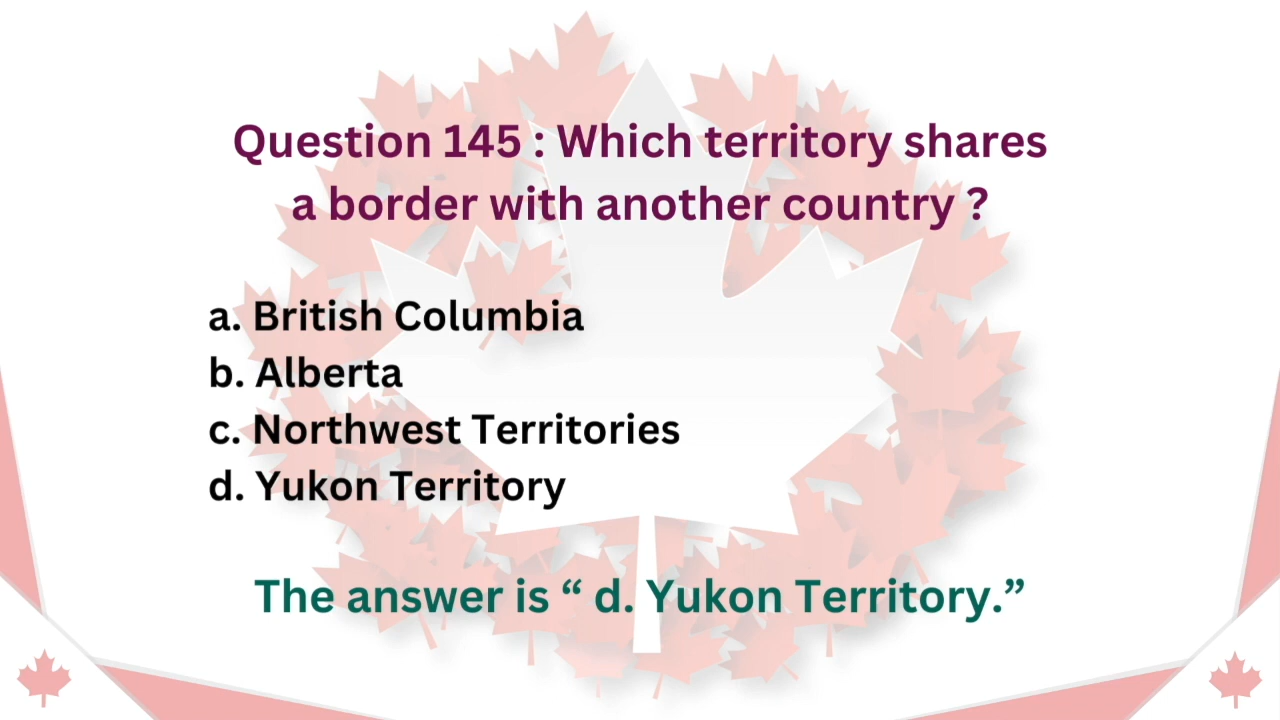 Question 145 : Which territory shares
a border with another country ?
a. British Columbia
b. Alberta
c. Northwest Territories
d. Yukon Territory
The answer is “ d. Yukon Territory.”